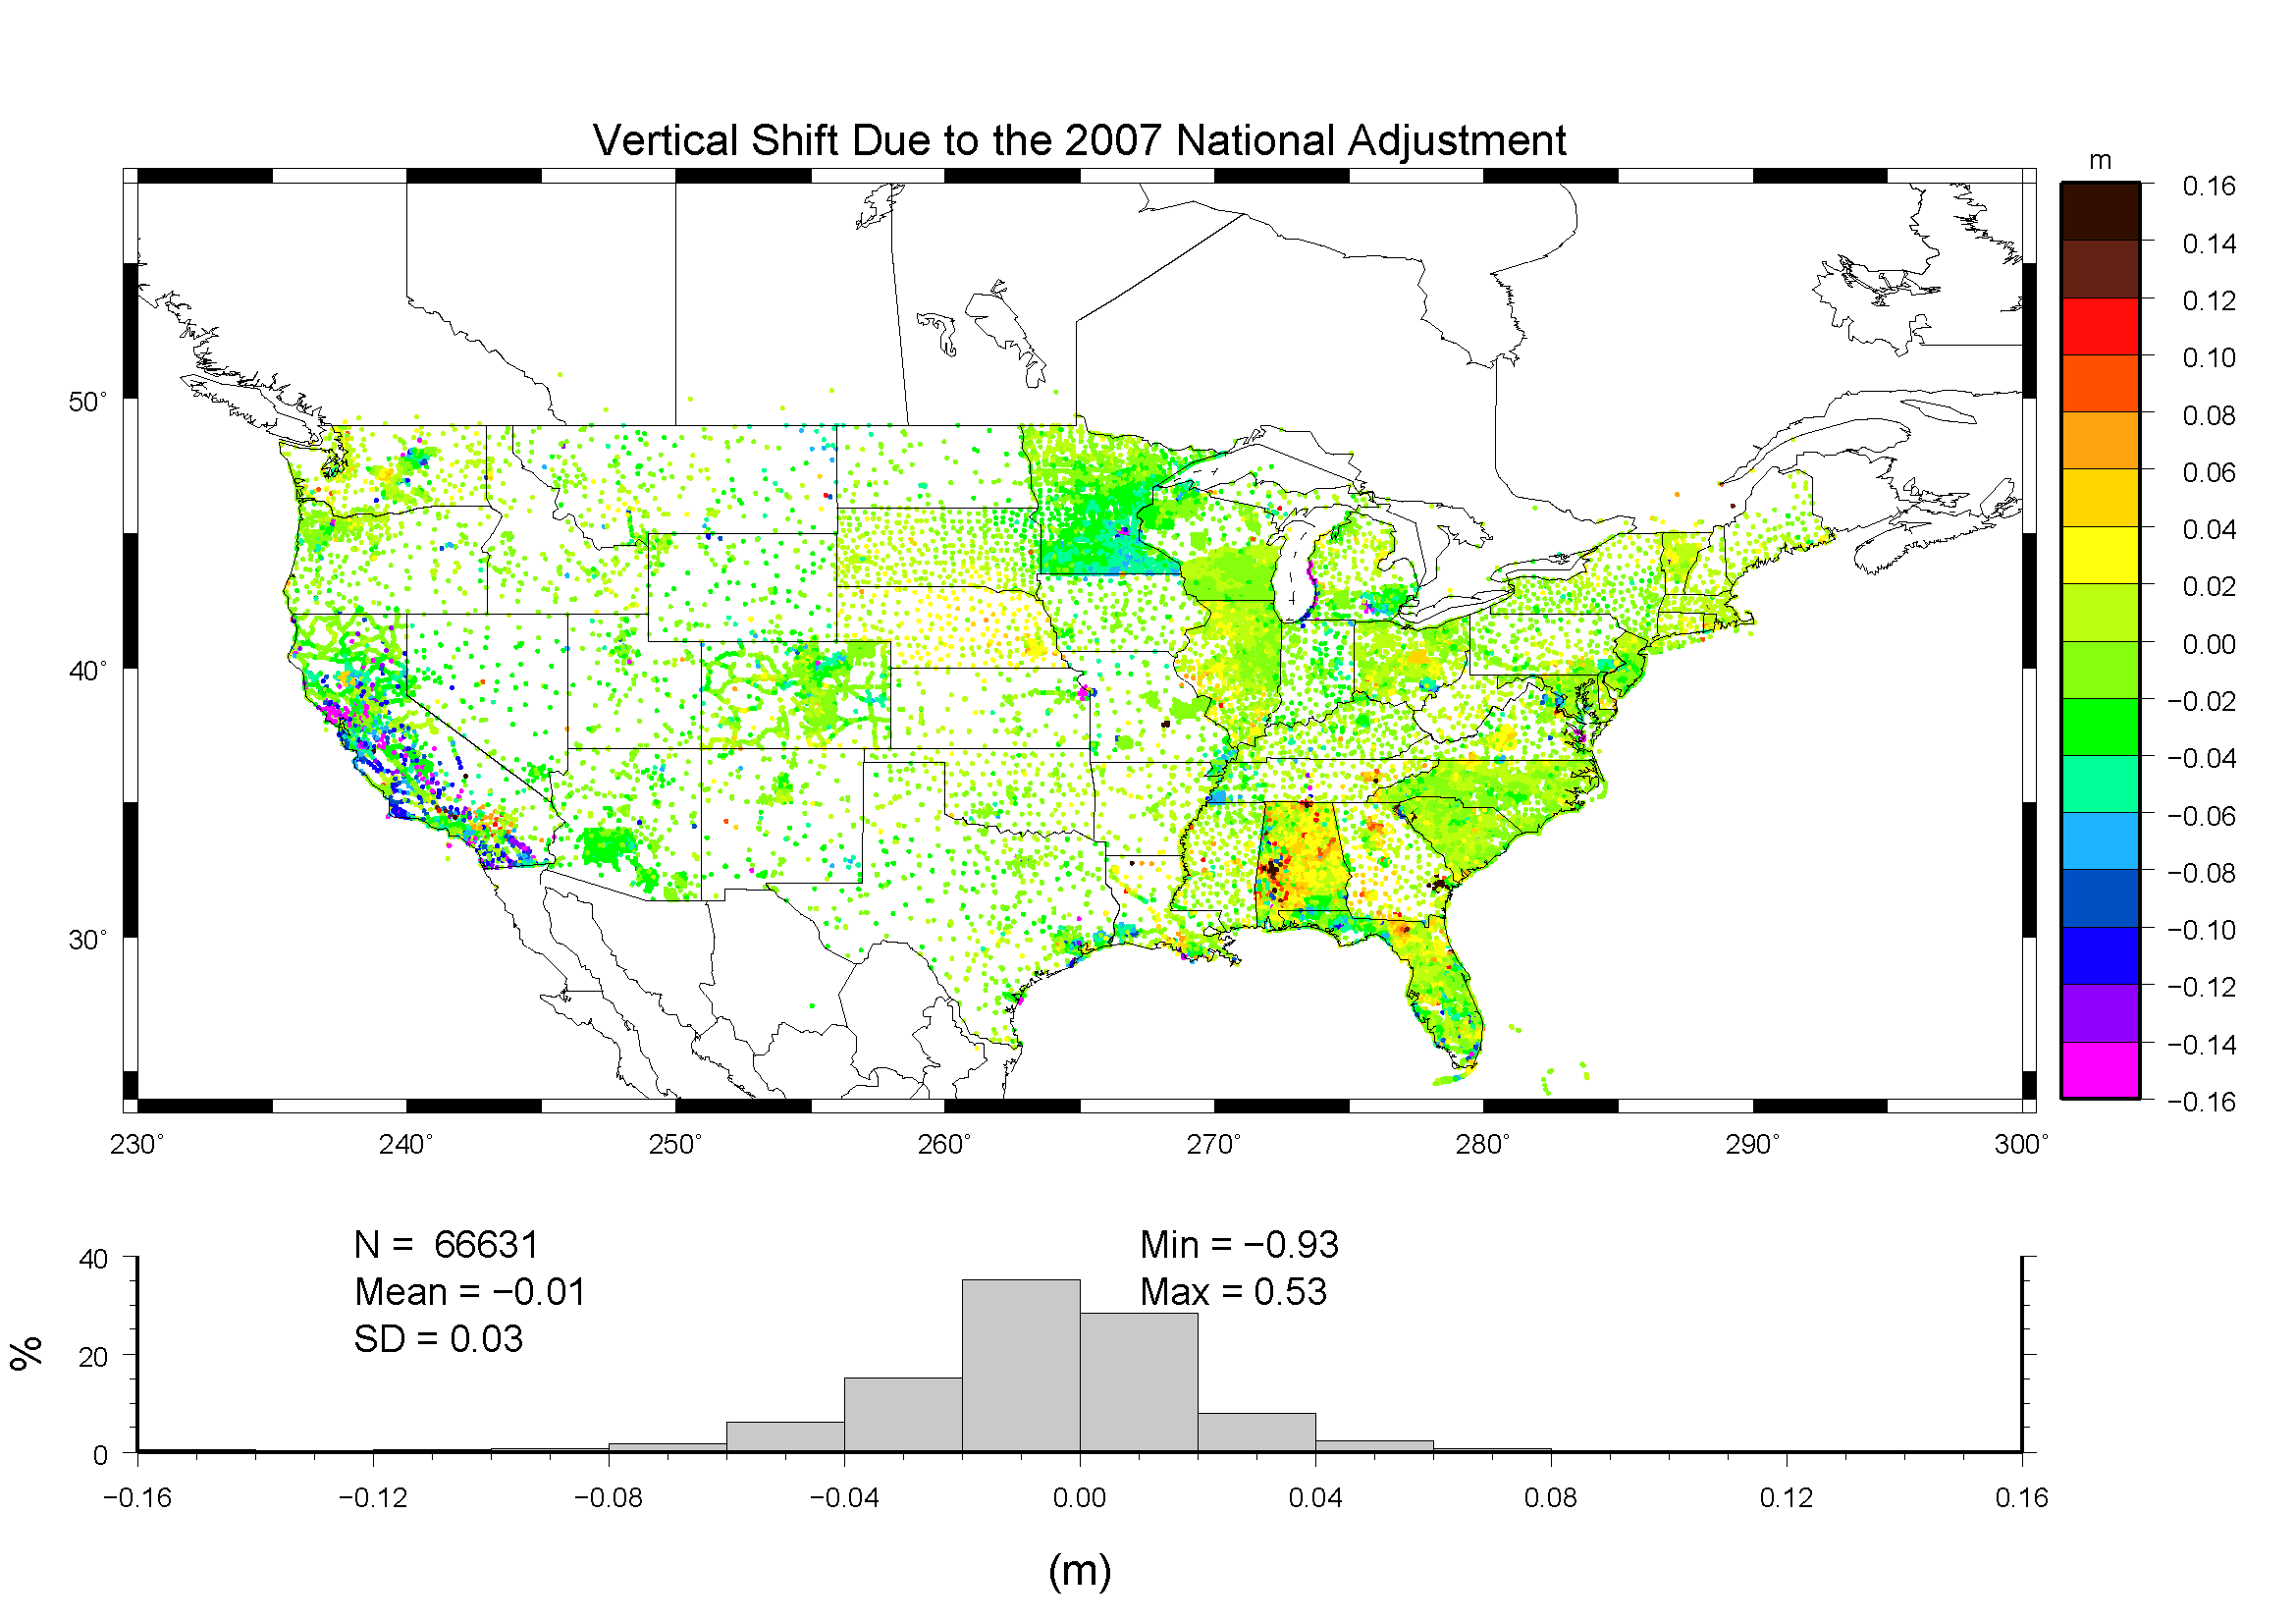 Vertical Shift Due to the 2007 National Adjustment
m
0.16
0.14
0.12
0.10
0.08
0.06
0.04
0.02
0.00
−0.02
−0.04
−0.06
−0.08
−0.10
−0.12
−0.14
−0.16
50°
40°
30°
230° 240° 250° 260° 270° 280° 290° 300°
N = 66631
Mean = −0.01
SD = 0.03
Min = −0.93
Max = 0.53
%
40
20
0
−0.16 −0.12 −0.08 −0.04 0.00 0.04 0.08 0.12 0.16
(m)